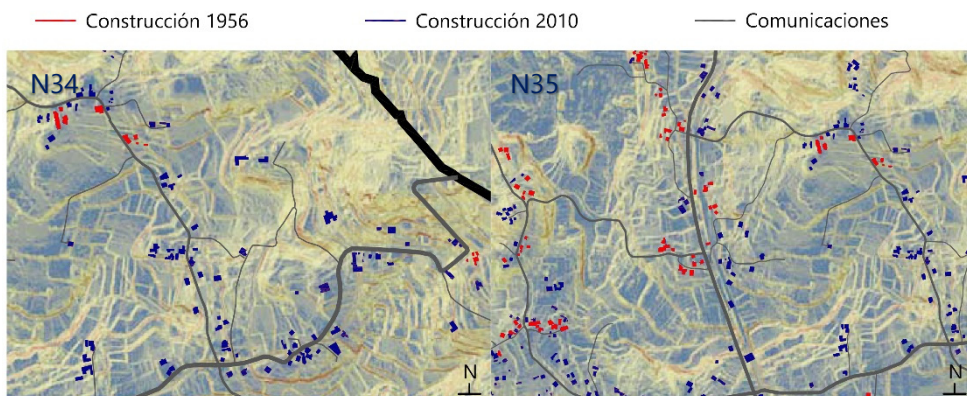 Construcción 1956 Construcción 2010 Comunicaciones
N34
N35
N
N